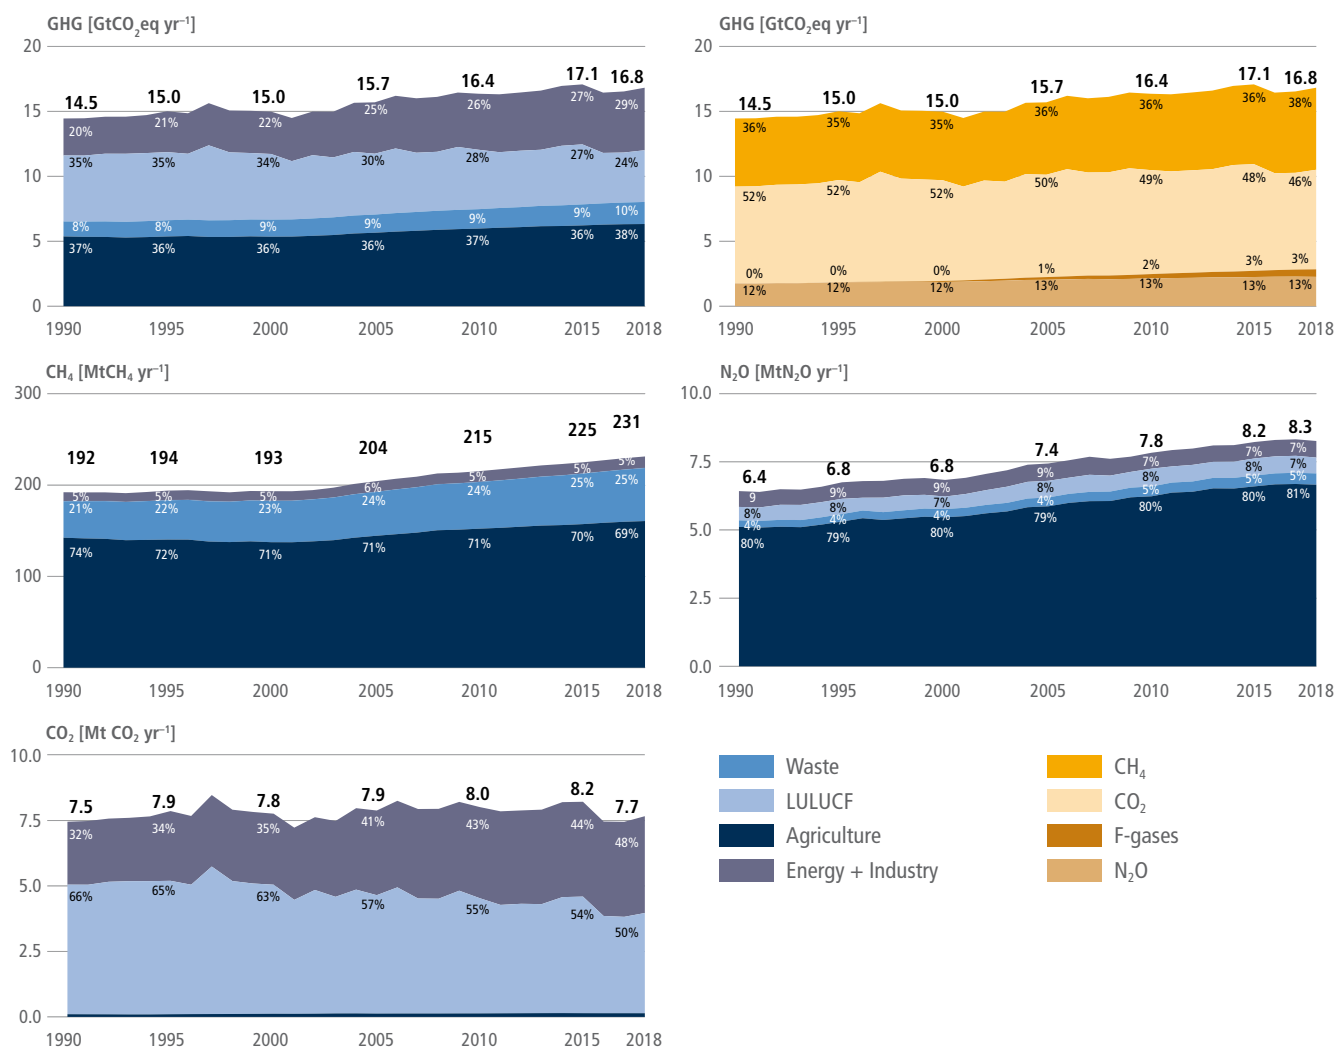 GHG [GtCO₂eq yr⁻¹]
20
15
10
5
0
14.5 15.0 15.0 15.7 16.4 17.1 16.8
20% 21% 22% 25% 26% 27% 29%
35% 35% 34% 30% 28% 27% 24%
8% 8% 9% 9% 9% 9% 10%
37% 36% 36% 36% 37% 36% 38%
1990 1995 2000 2005 2010 2015 2018
GHG [GtCO₂eq yr⁻¹]
20
15
10
5
0
14.5 15.0 15.0 15.7 16.4 17.1 16.8
36% 35% 35% 36% 36% 36% 38%
52% 52% 52% 50% 49% 48% 46%
0% 0% 0% 1% 2% 3% 3%
12% 12% 12% 13% 13% 13% 13%
1990 1995 2000 2005 2010 2015 2018
CH₄ [MtCH₄ yr⁻¹]
300
200
100
0
192 194 193 204 215 225 231
5% 5% 5% 6% 5% 5% 5%
21% 22% 23% 24% 24% 25% 25%
74% 72% 71% 71% 71% 70% 69%
1990 1995 2000 2005 2010 2015 2018
N₂O [MtN₂O yr⁻¹]
10.0
7.5
5.0
2.5
0.0
6.4 6.8 6.8 7.4 7.8 8.2 8.3
9 9% 9% 9% 7% 7% 7%
8% 8% 7% 8% 8% 8% 7%
4% 4% 4% 4% 5% 5% 5%
80% 79% 80% 79% 80% 80% 81%
1990 1995 2000 2005 2010 2015 2018
CO₂ [Mt CO₂ yr⁻¹]
10.0
7.5
5.0
2.5
0.0
7.5 7.9 7.8 7.9 8.0 8.2 7.7
32% 34% 35% 41% 43% 44% 48%
66% 65% 63% 57% 55% 54% 50%
1990 1995 2000 2005 2010 2015 2018
Waste
LULUCF
Agriculture
Energy + Industry
CH₄
CO₂
F-gases
N₂O